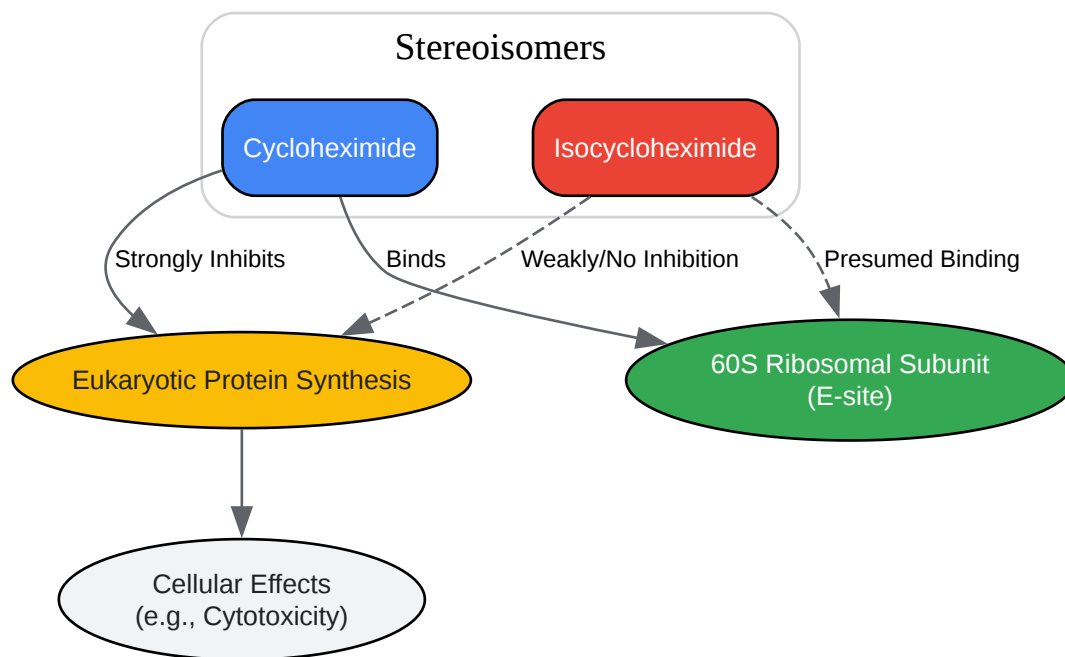 Stereoisomers
Cycloheximide
Isocycloheximide
Strongly Inhibits
Binds
Weakly/No Inhibition
Presumed Binding
Eukaryotic Protein Synthesis
60S Ribosomal Subunit
(E-site)
Cellular Effects
(e.g., Cytotoxicity)